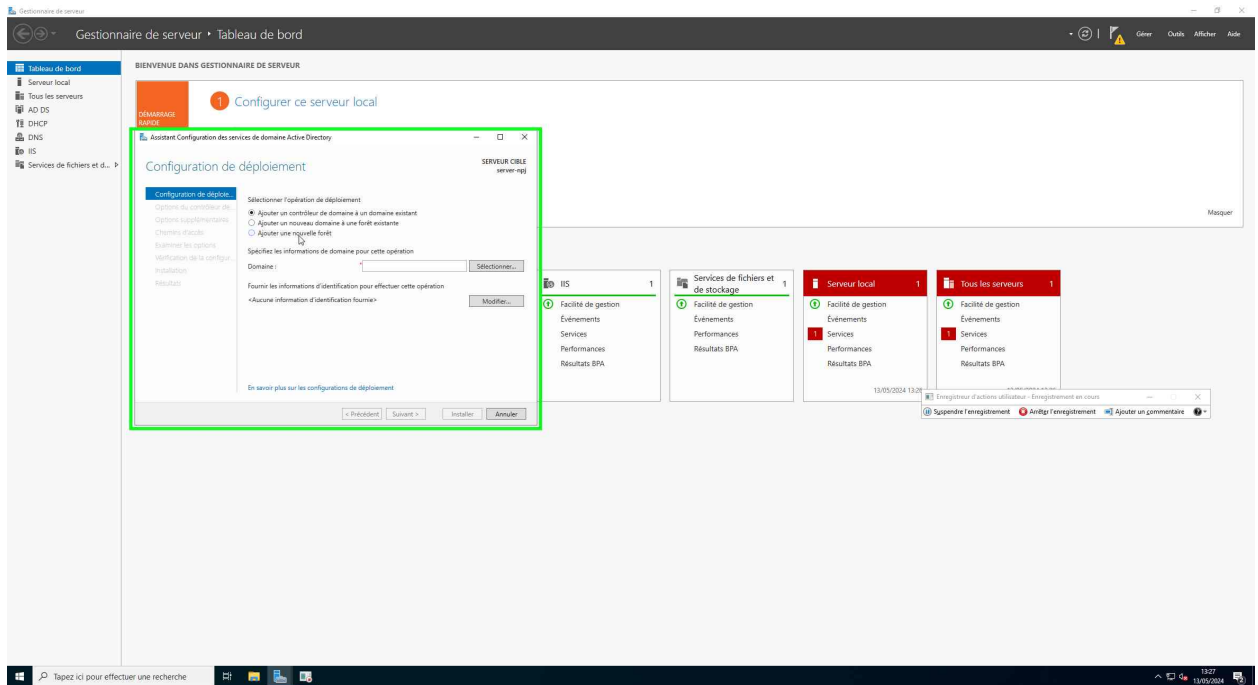 Gestionnaire de serveur
Gestionnaire de serveur • Tableau de bord
Gérer Outils Afficher Aide
Tableau de bord
Serveur local
Tous les serveurs
AD DS
DHCP
DNS
IIS
Services de fichiers et d...
BIENVENUE DANS GESTIONNAIRE DE SERVEUR
DÉMARRAGE
RAPIDE
1 Configurer ce serveur local
Masquer
Assistant Configuration des services de domaine Active Directory
Configuration de déploiement
SERVEUR CIBLE
server-npj
Configuration de déploie...
Options du contrôleur de...
Options supplémentaires
Chemins d'accès
Examiner les options
Vérification de la configur...
Installation
Résultats
Sélectionner l'opération de déploiement
Ajouter un contrôleur de domaine à un domaine existant
Ajouter un nouveau domaine à une forêt existante
Ajouter une nouvelle forêt
Spécifiez les informations de domaine pour cette opération
Domaine : * Sélectionner...
Fournir les informations d'identification pour effectuer cette opération
<Aucune information d'identification fournie> Modifier...
En savoir plus sur les configurations de déploiement
< Précédent Suivant > Installer Annuler
IIS 1
Facilité de gestion
Événements
Services
Performances
Résultats BPA
Services de fichiers et
de stockage 1
Facilité de gestion
Événements
Performances
Résultats BPA
Serveur local 1
Facilité de gestion
Événements
1 Services
Performances
Résultats BPA
13/05/2024 13:26
Tous les serveurs 1
Facilité de gestion
Événements
1 Services
Performances
Résultats BPA
Enregistreur d'actions utilisateur - Enregistrement en cours
Suspendre l'enregistrement Arrêter l'enregistrement Ajouter un commentaire
Tapez ici pour effectuer une recherche
13:27
13/05/2024